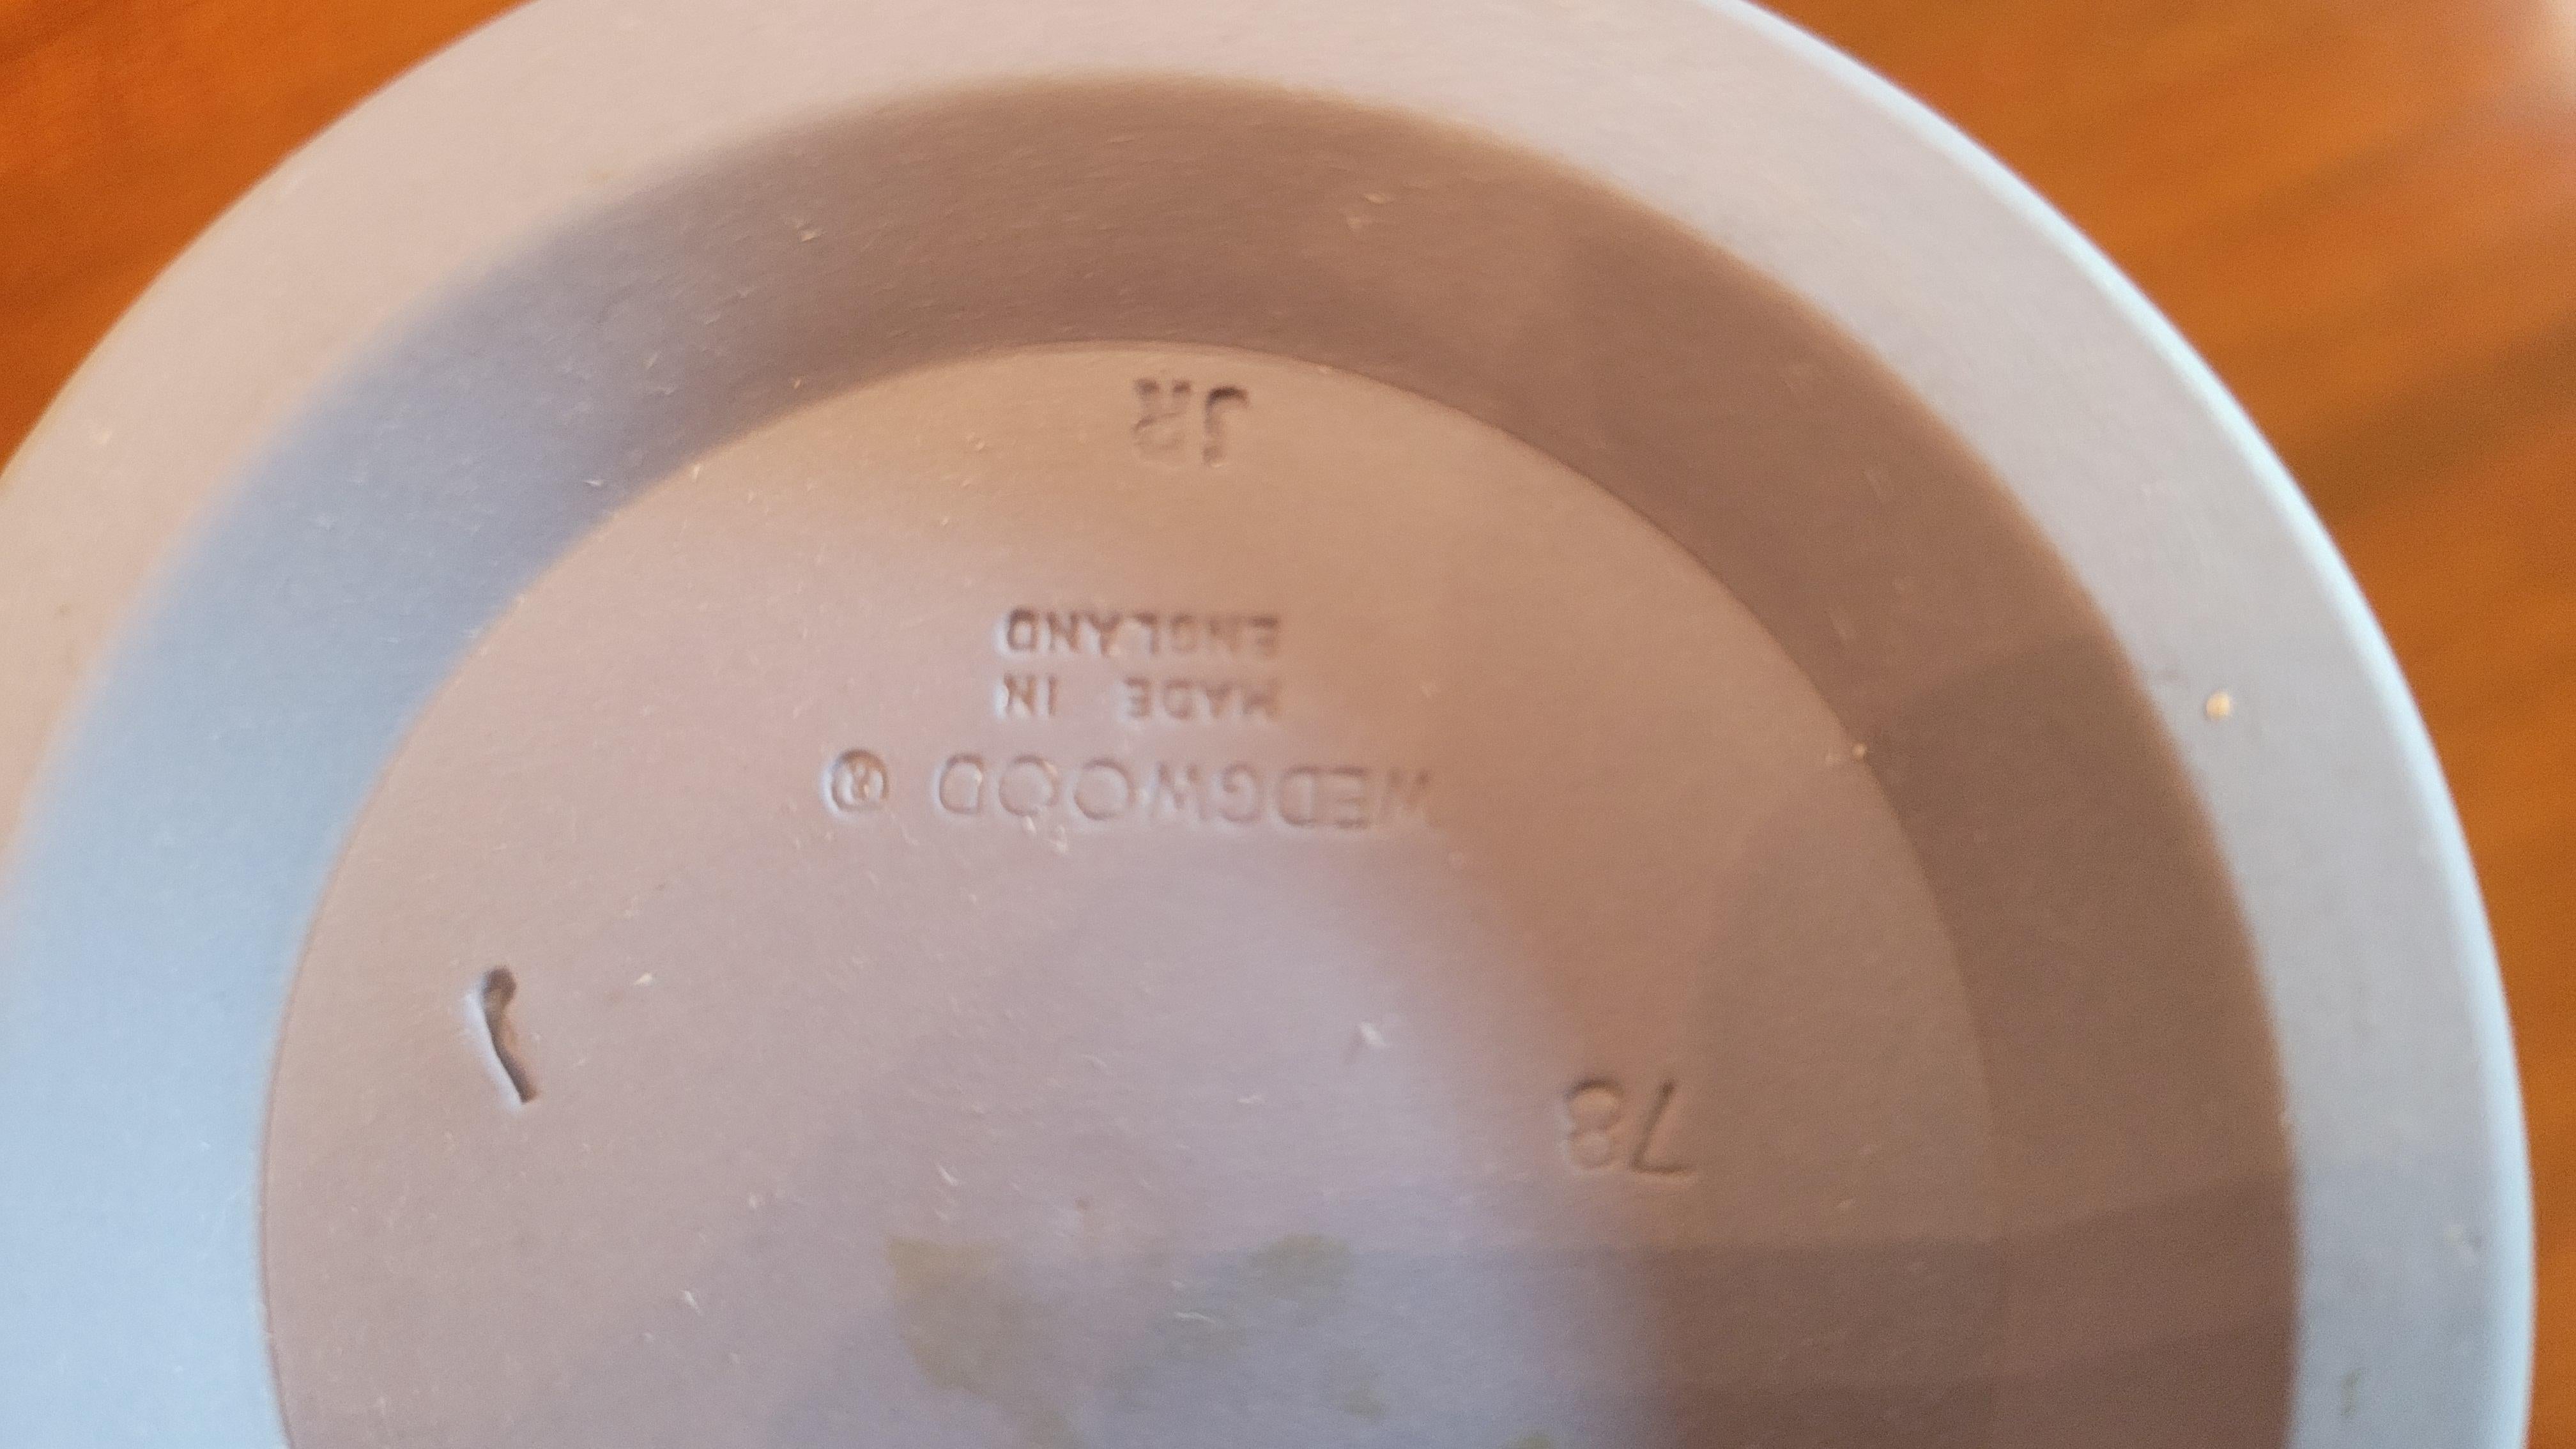 WEDGWOOD ®
MADE IN
ENGLAND
JR
78